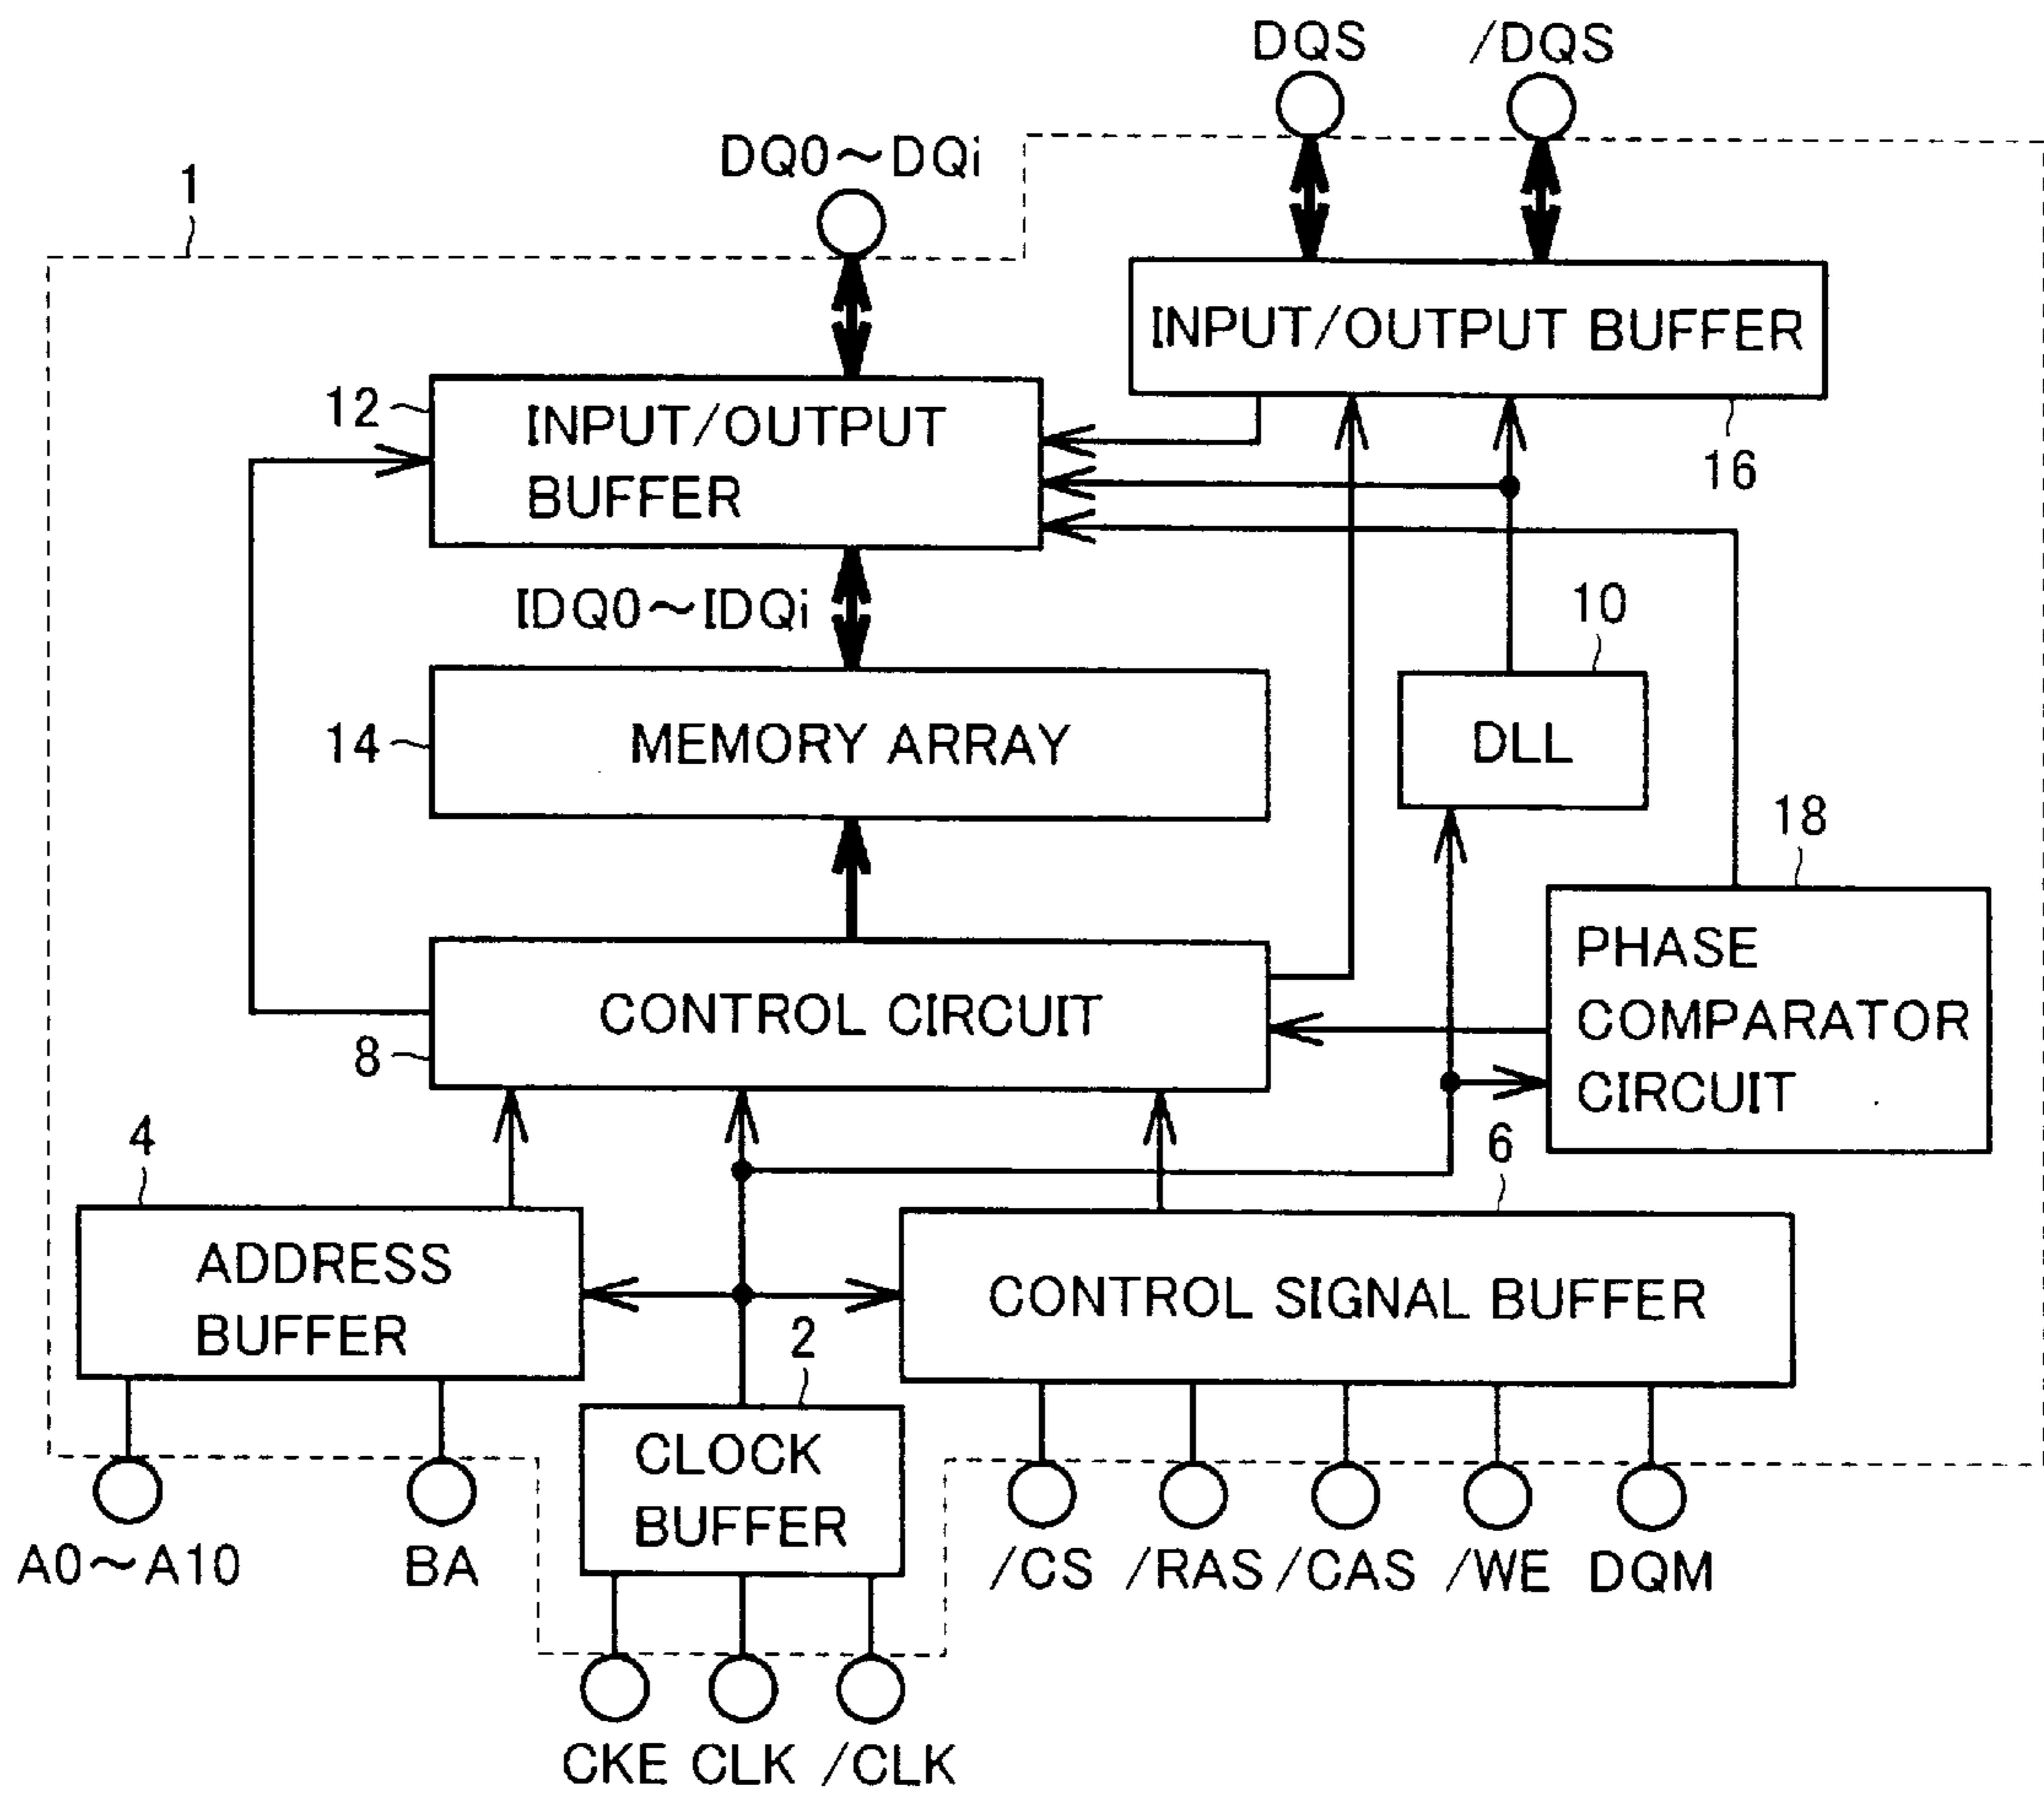 DQS /DQS
DQ0~DQi
1
INPUT/OUTPUT BUFFER
12
INPUT/OUTPUT
BUFFER
16
IDQ0~IDQi
10
14
MEMORY ARRAY
DLL
18
PHASE
COMPARATOR
CIRCUIT
CONTROL CIRCUIT
8
4
6
ADDRESS
BUFFER
CONTROL SIGNAL BUFFER
2
CLOCK
BUFFER
A0~A10 BA
/CS /RAS /CAS /WE DQM
CKE CLK /CLK